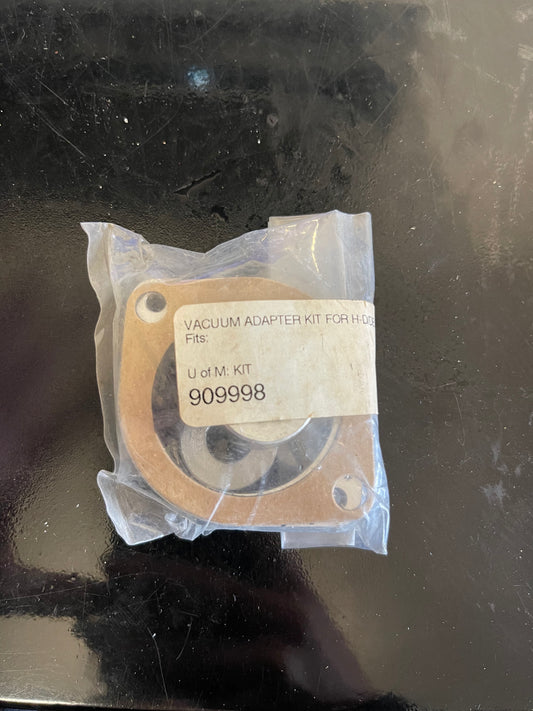 VACUUM ADAPTER KIT FOR
Fits:
U of M: KIT
909998